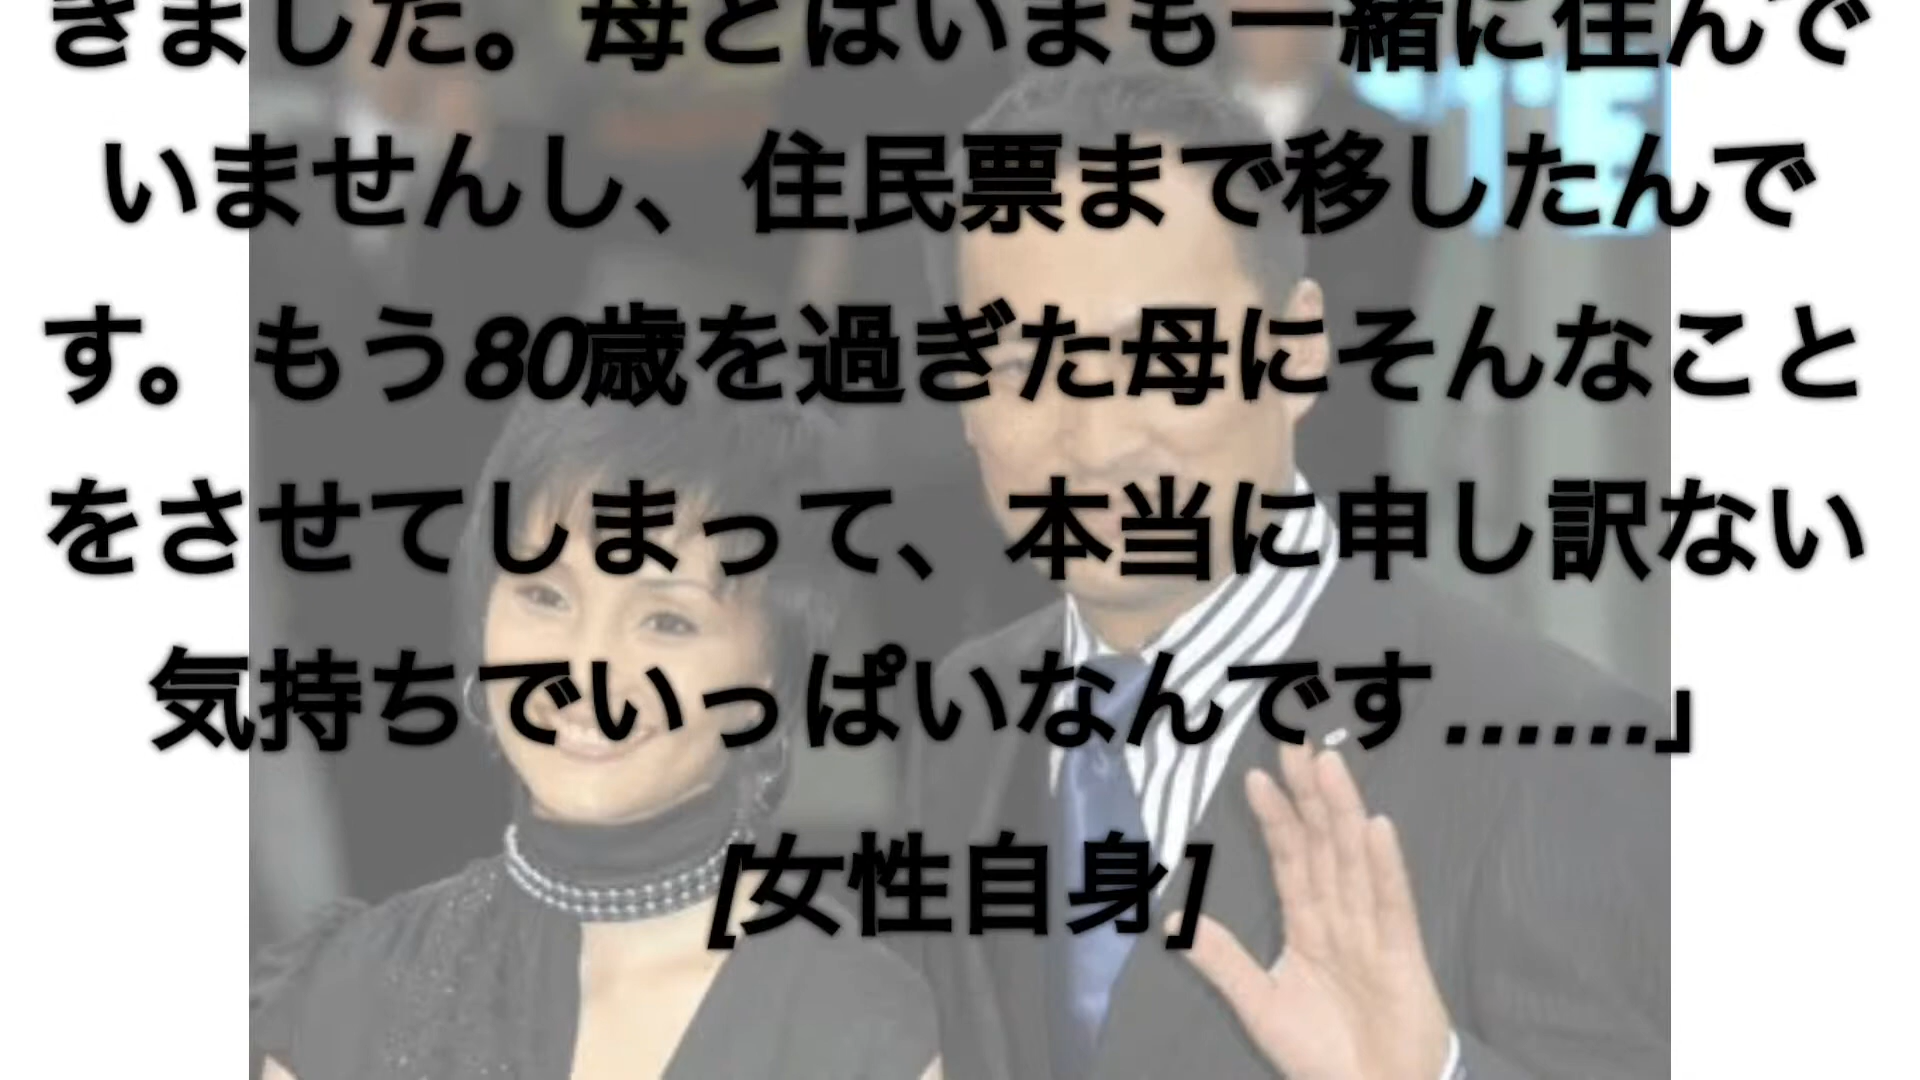 きました。母とはいまも一緒に住んで
いませんし、住民票まで移したんで
す。もう80歳を過ぎた母にそんなこと
をさせてしまって、本当に申し訳ない
気持ちでいっぱいなんです……」
[女性自身]